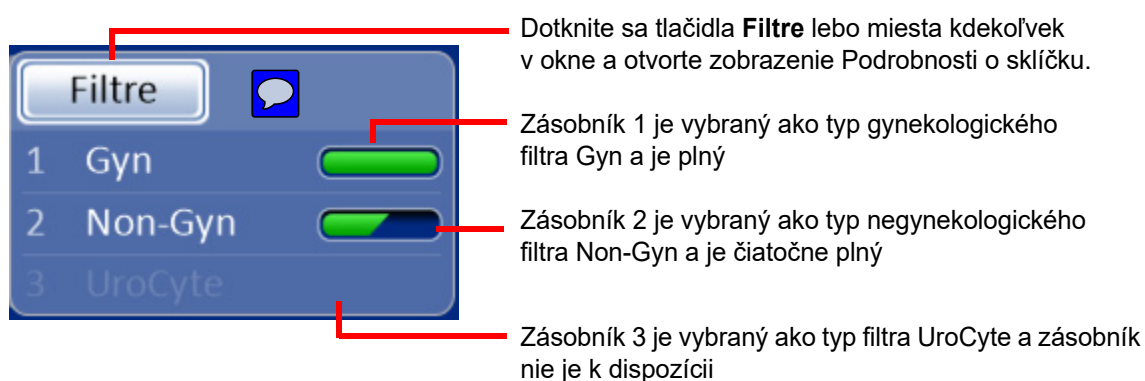 Dotknite sa tlačidla Filtre lebo miesta kdekoľvek
v okne a otvorte zobrazenie Podrobnosti o sklíčku.
Filtre
Zásobník 1 je vybraný ako typ gynekologického
filtra Gyn a je plný
1 Gyn
Zásobník 2 je vybraný ako typ negynekologického
filtra Non-Gyn a je čiatočne plný
2 Non-Gyn
3 UroCyte
Zásobník 3 je vybraný ako typ filtra UroCyte a zásobník
nie je k dispozícii